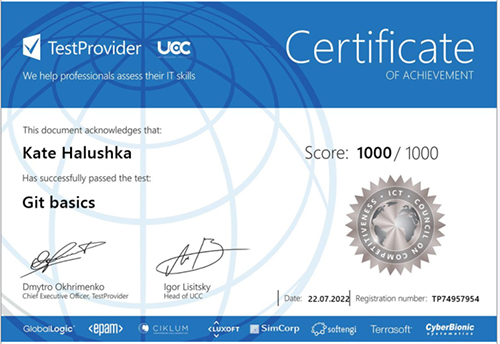 TestProvider UCC
We help professionals assess their IT skills
Certificate
OF ACHIEVEMENT
This document acknowledges that:
Kate Halushka
Has successfully passed the test:
Git basics
Score: 1000 / 1000
ICT • COUNCIL ON COMPETITIVENESS •
Dmytro Okhrimenko
Chief Executive Officer, TestProvider
Igor Lisitsky
Head of UCC
Date: 22.07.2022 Registration number: TP74957954
GlobalLogic <epam> CIKLUM <LUXOFT SimCorp softengi Terrasoft CyberBionic
systematics